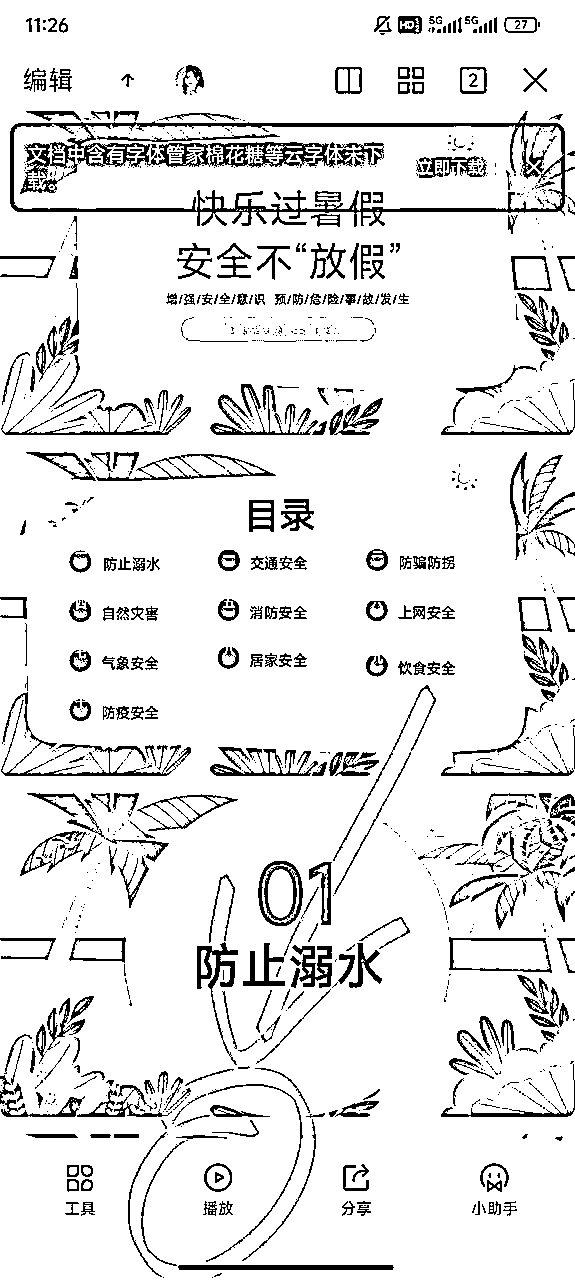 11:26 HD 5G 5G 27
编辑 2
文档中含有字体管家棉花糖等云字体未下
载。 立即下载
快乐过暑假
安全不“放假”
增/强/安/全/意/识 预/防/危/险/事/故/发/生
目录
防止溺水 交通安全 防骗防拐
自然灾害 消防安全 上网安全
气象安全 居家安全 饮食安全
防疫安全
01
防止溺水
工具 播放 分享 小助手